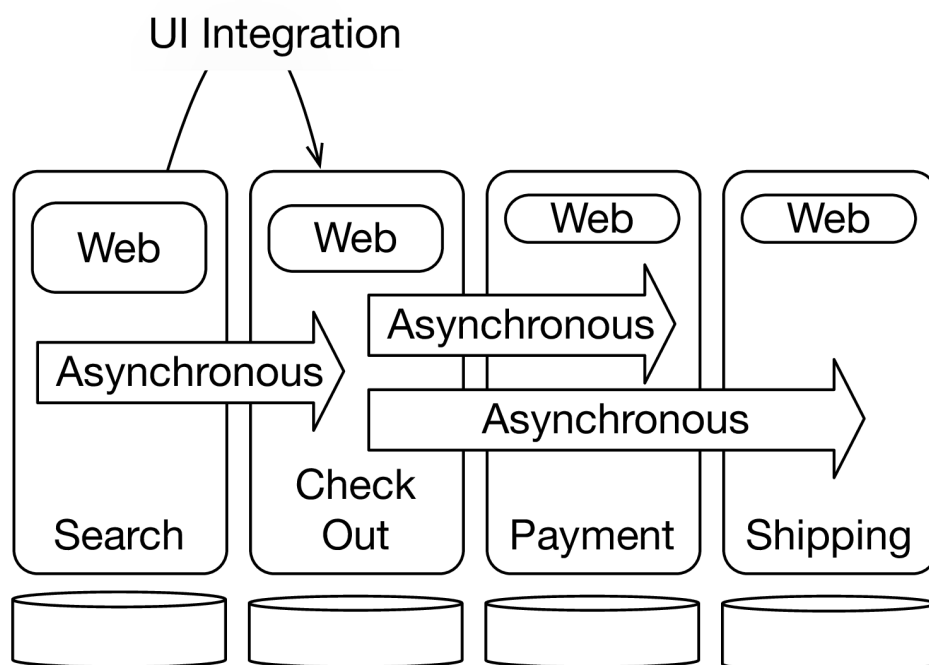 UI Integration
Web
Web
Web
Web
Asynchronous
Asynchronous
Asynchronous
Search
Check
Out
Payment
Shipping